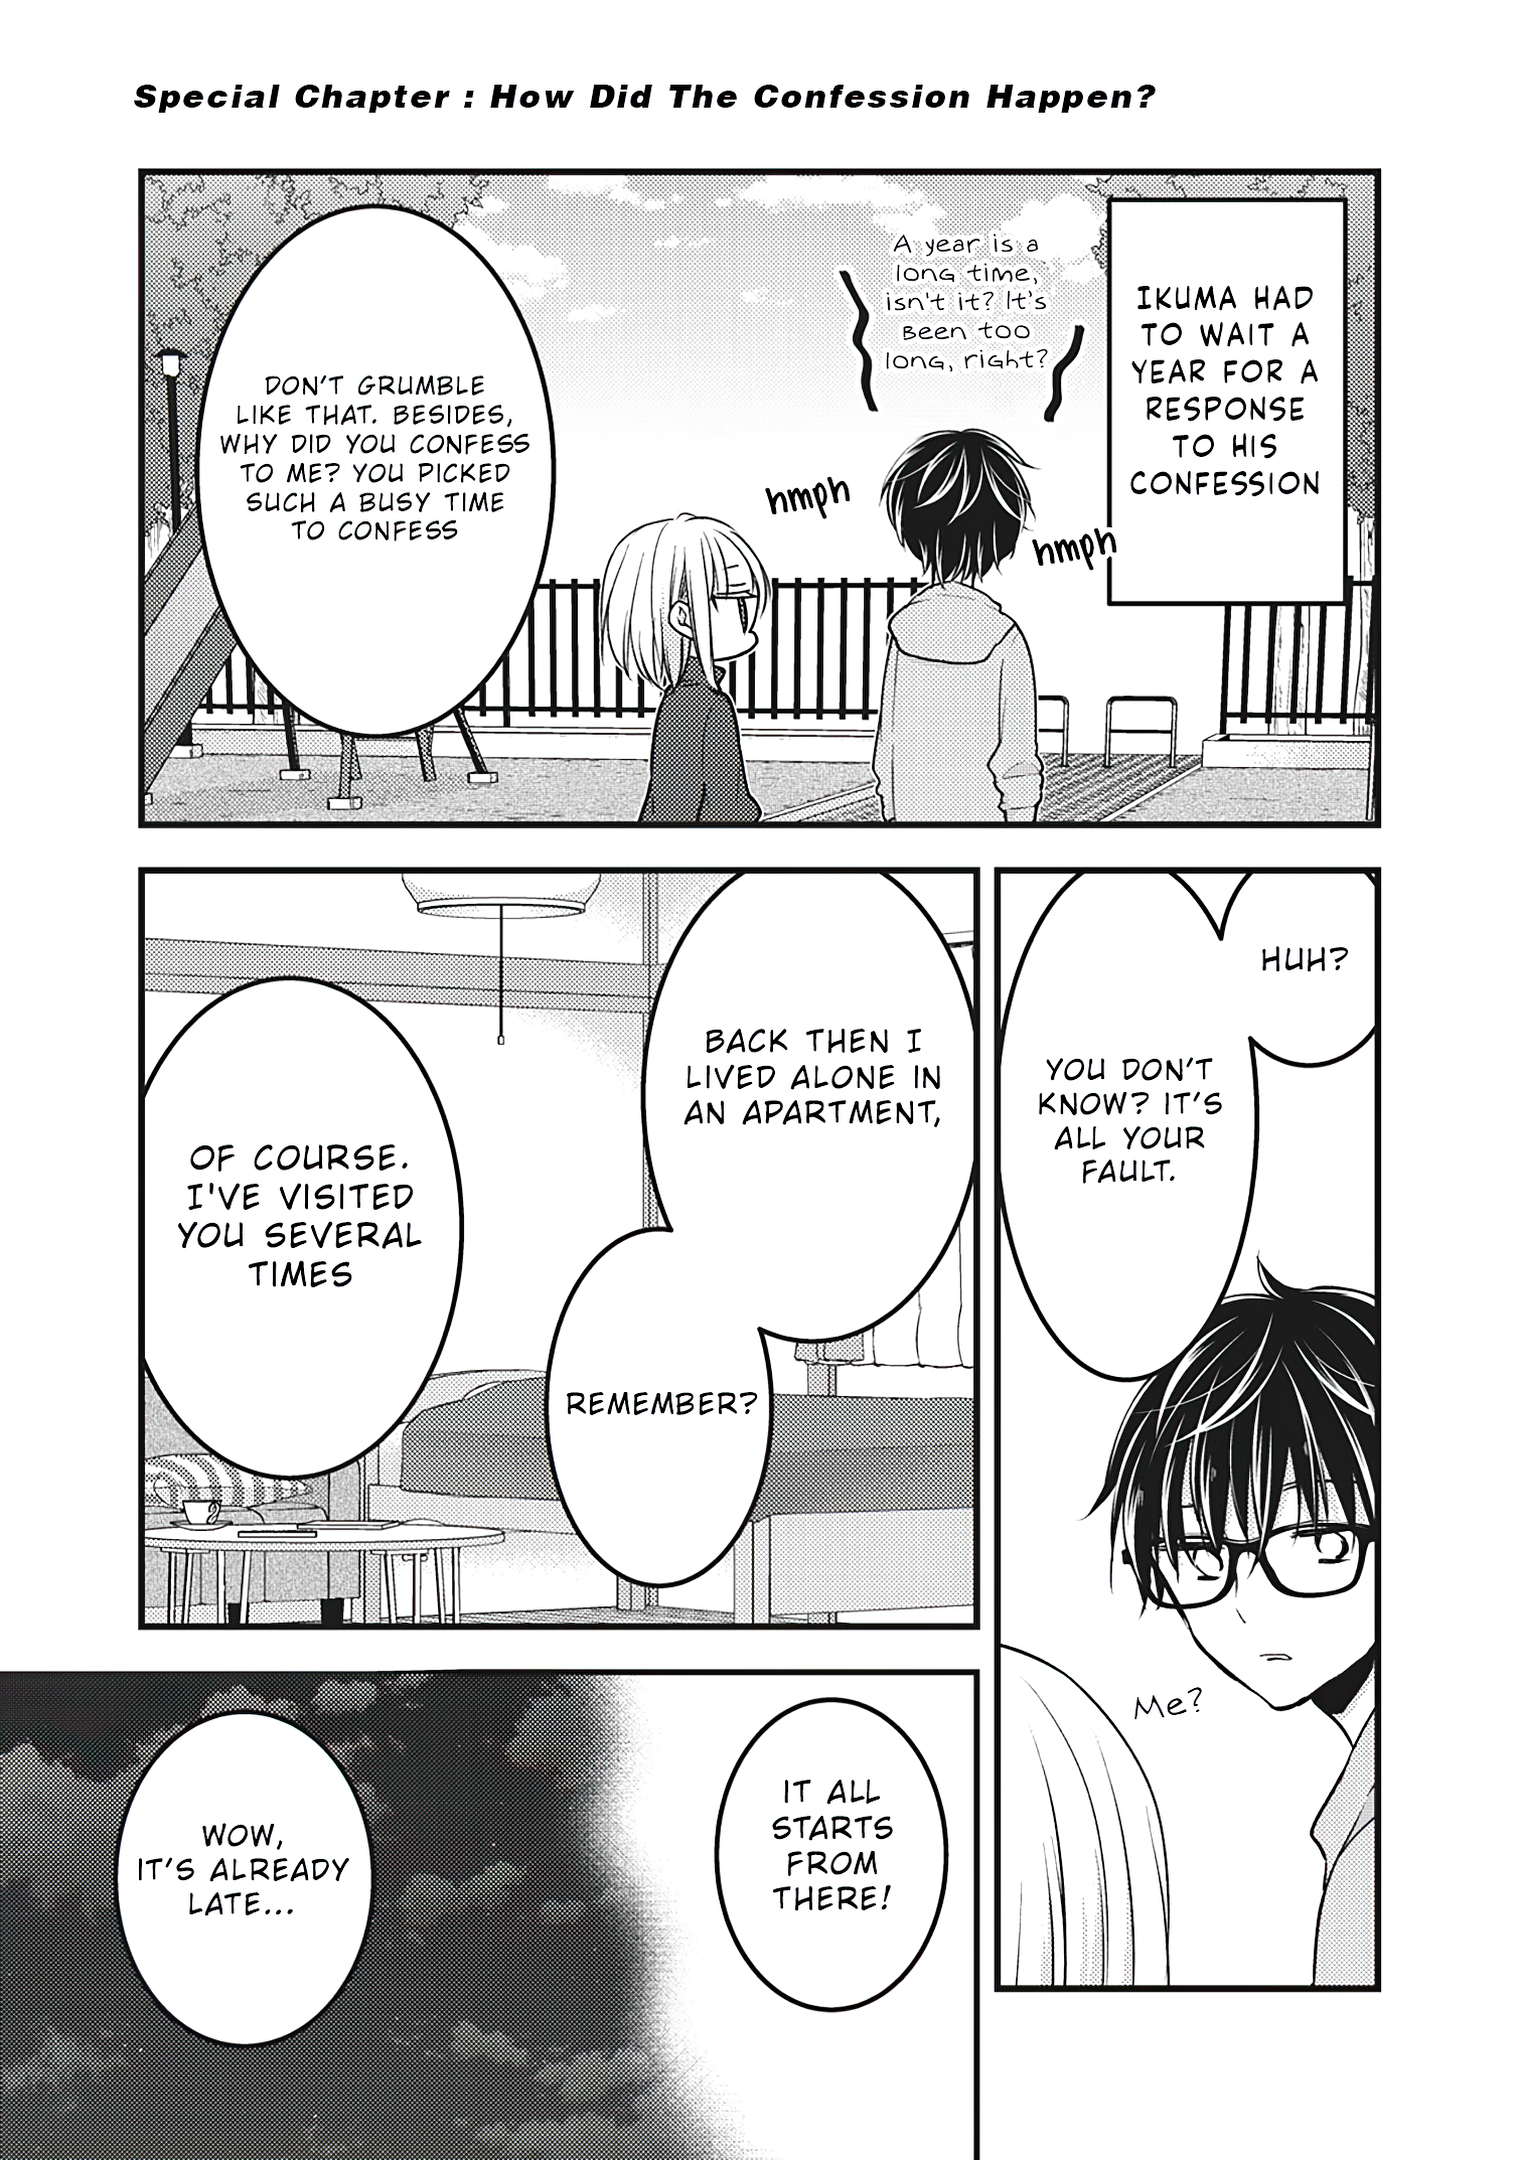 Special Chapter : How Did The Confession Happen?
IKUMA HAD
TO WAIT A
YEAR FOR A
RESPONSE
TO HIS
CONFESSION
A year is a
long time,
isn't it? It's
been too
long, right?
hmph
hmph
DON'T GRUMBLE
LIKE THAT. BESIDES,
WHY DID YOU CONFESS
TO ME? YOU PICKED
SUCH A BUSY TIME
TO CONFESS
HUH?
YOU DON'T
KNOW? IT'S
ALL YOUR
FAULT.
Me?
BACK THEN I
LIVED ALONE IN
AN APARTMENT,
REMEMBER?
OF COURSE.
I'VE VISITED
YOU SEVERAL
TIMES
IT ALL
STARTS
FROM
THERE!
WOW,
IT'S ALREADY
LATE...